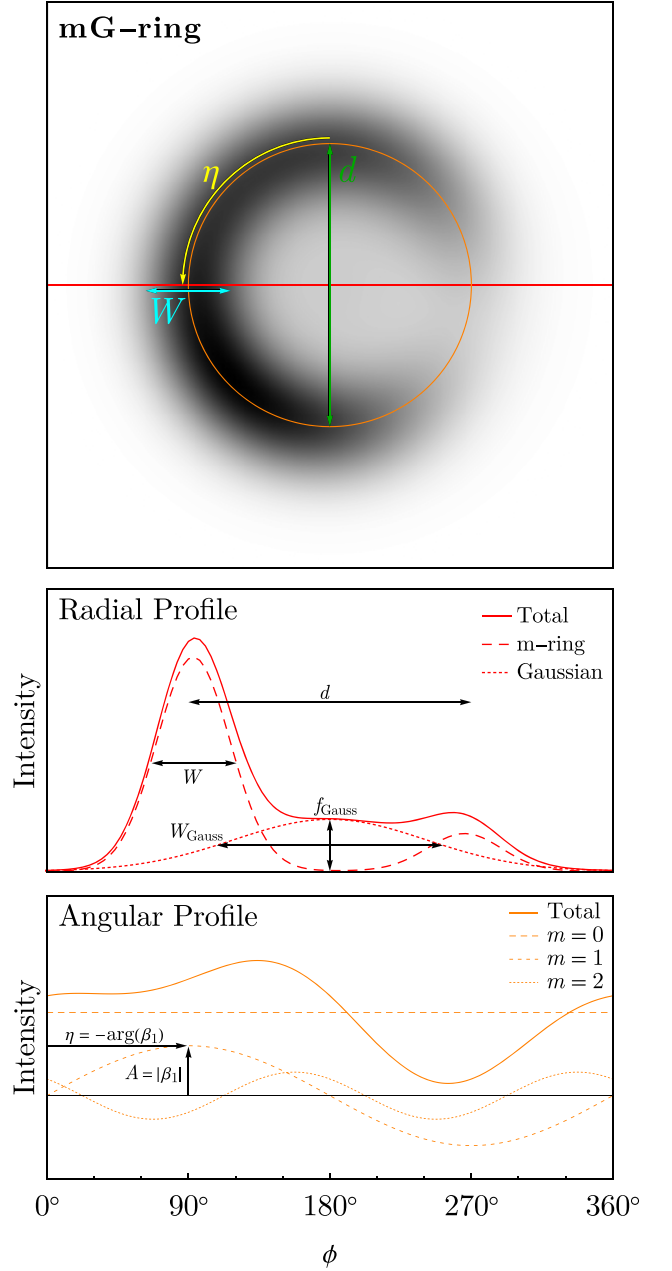 mG–ring
η
d
W
Radial Profile
Total
m–ring
Gaussian
Intensity
d
W
f_Gauss
W_Gauss
Angular Profile
Total
m = 0
m = 1
m = 2
Intensity
η = –arg(β₁)
A = |β₁|
0° 90° 180° 270° 360°
ϕ